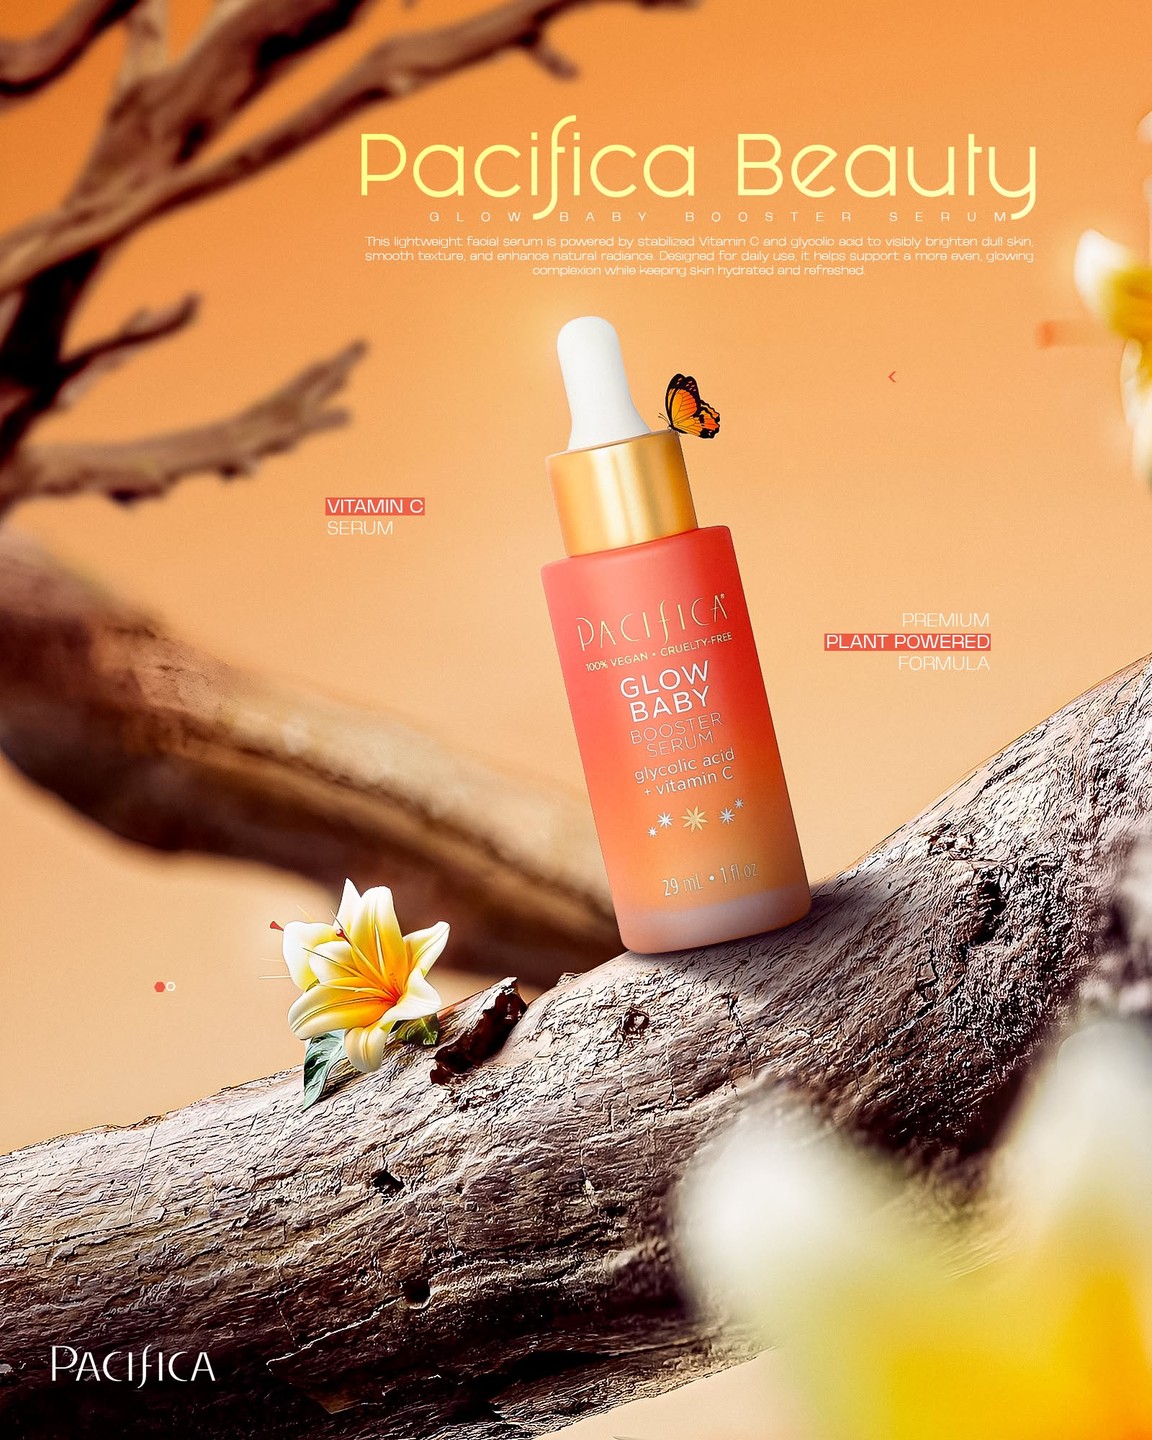 Pacifica Beauty
GLOW BABY BOOSTER SERUM
This lightweight facial serum is powered by stabilized Vitamin C and glycolic acid to visibly brighten dull skin,
smooth texture, and enhance natural radiance. Designed for daily use, it helps support a more even, glowing
complexion while keeping skin hydrated and refreshed.
VITAMIN C
SERUM
PREMIUM
PLANT POWERED
FORMULA
PACIFICA®
100% VEGAN • CRUELTY-FREE
GLOW
BABY
BOOSTER
SERUM
glycolic acid
+ vitamin C
29 mL • 1 fl oz
PACIFICA